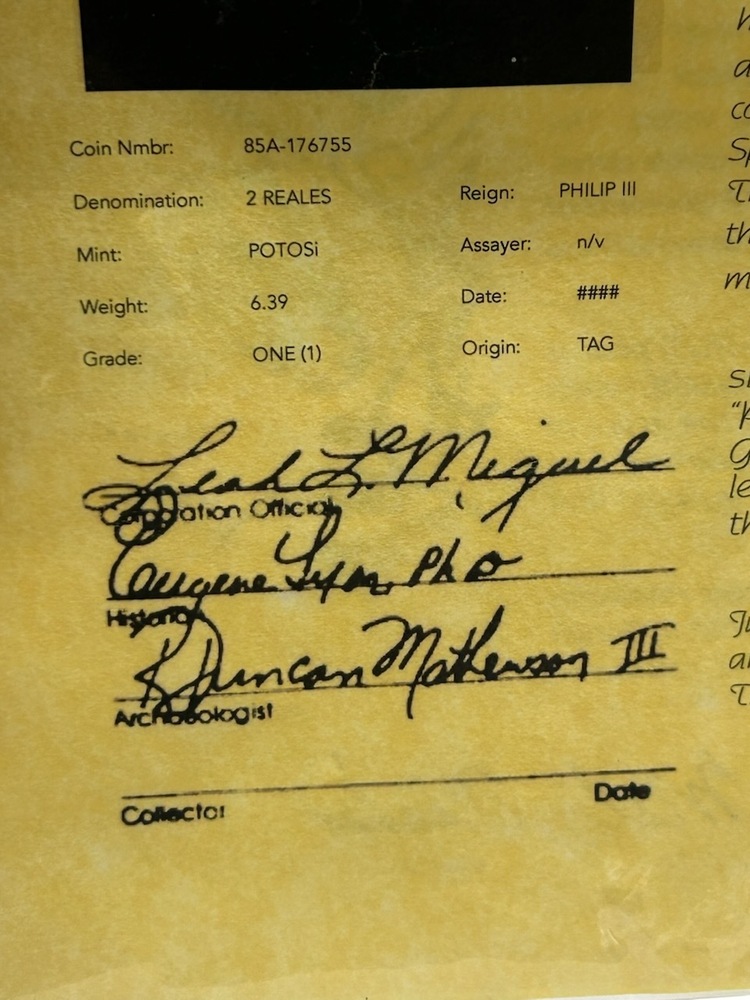 Coin Nmbr: 85A-176755
Denomination: 2 REALES Reign: PHILIP III
Mint: POTOSi Assayer: n/v
Weight: 6.39 Date: ####
Grade: ONE (1) Origin: TAG
Leah L. Miguel
Corporation Official
Eugene Lyon, PhD
Historian
R Duncan Mathewson III
Archaeologist
Collector Date